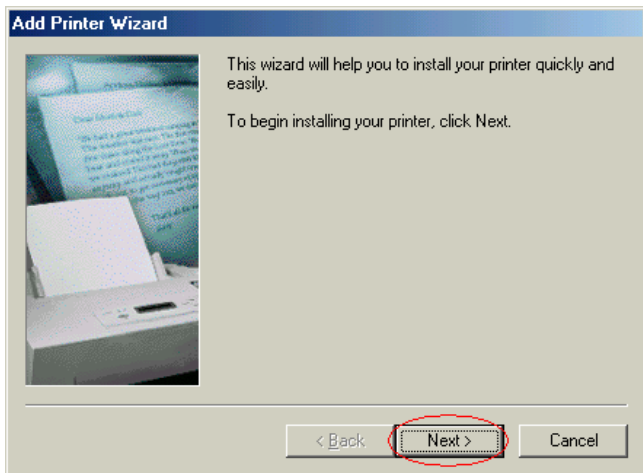 Add Printer Wizard
This wizard will help you to install your printer quickly and
easily.
To begin installing your printer, click Next.
< Back
Next >
Cancel